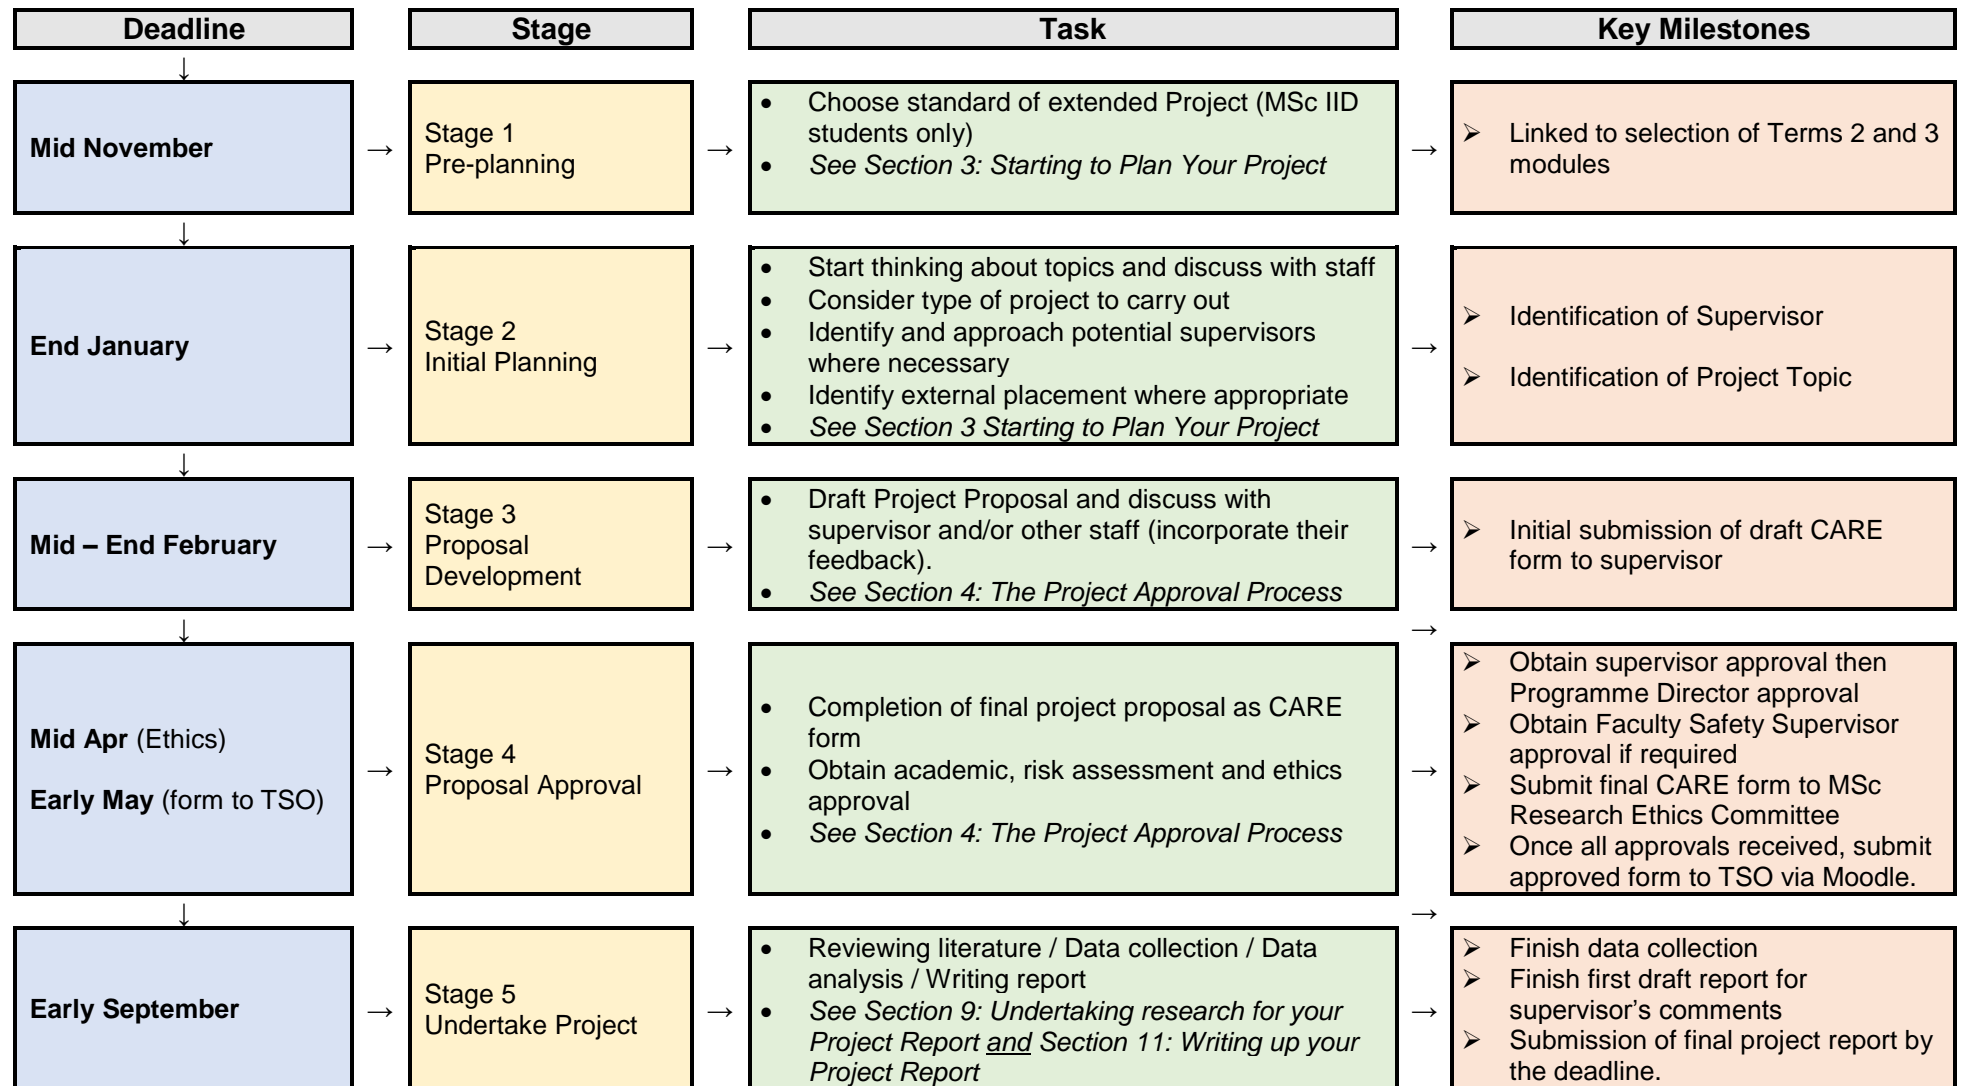 Deadline
Stage
Task
Key Milestones
↓
Mid November
→
Stage 1
Pre-planning
→
• Choose standard of extended Project (MSc IID
students only)
• See Section 3: Starting to Plan Your Project
→
➢ Linked to selection of Terms 2 and 3
modules
↓
End January
→
Stage 2
Initial Planning
→
• Start thinking about topics and discuss with staff
• Consider type of project to carry out
• Identify and approach potential supervisors
where necessary
• Identify external placement where appropriate
• See Section 3 Starting to Plan Your Project
→
➢ Identification of Supervisor
➢ Identification of Project Topic
↓
Mid – End February
→
Stage 3
Proposal
Development
→
• Draft Project Proposal and discuss with
supervisor and/or other staff (incorporate their
feedback).
• See Section 4: The Project Approval Process
→
➢ Initial submission of draft CARE
form to supervisor
↓
→
Mid Apr (Ethics)
Early May (form to TSO)
→
Stage 4
Proposal Approval
→
• Completion of final project proposal as CARE
form
• Obtain academic, risk assessment and ethics
approval
• See Section 4: The Project Approval Process
→
➢ Obtain supervisor approval then
Programme Director approval
➢ Obtain Faculty Safety Supervisor
approval if required
➢ Submit final CARE form to MSc
Research Ethics Committee
➢ Once all approvals received, submit
approved form to TSO via Moodle.
↓
→
Early September
→
Stage 5
Undertake Project
→
• Reviewing literature / Data collection / Data
analysis / Writing report
• See Section 9: Undertaking research for your
Project Report and Section 11: Writing up your
Project Report
→
➢ Finish data collection
➢ Finish first draft report for
supervisor’s comments
➢ Submission of final project report by
the deadline.